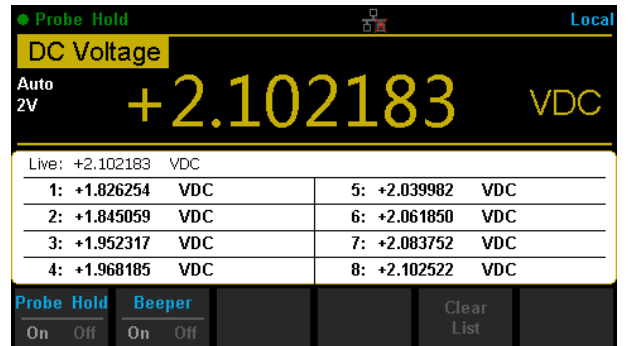 Probe Hold Local
DC Voltage
Auto
2V
+2.102183 VDC
Live: +2.102183 VDC
1: +1.826254 VDC
2: +1.845059 VDC
3: +1.952317 VDC
4: +1.968185 VDC
5: +2.039982 VDC
6: +2.061850 VDC
7: +2.083752 VDC
8: +2.102522 VDC
Probe Hold
On Off
Beeper
On Off
Clear
List